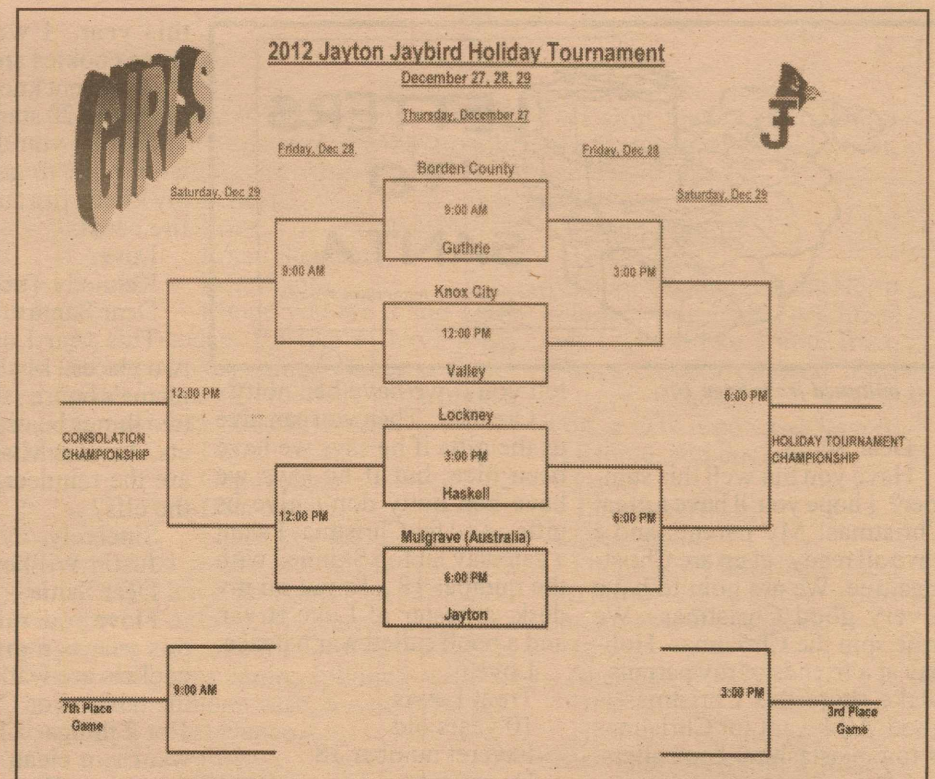 2012 Jayton Jaybird Holiday Tournament
December 27, 28, 29
GIRLS
J
Thursday, December 27
Friday, Dec 28
Friday, Dec 28
Saturday, Dec 29
Saturday, Dec 29
Borden County
9:00 AM
Guthrie
9:00 AM
3:00 PM
Knox City
12:00 PM
Valley
12:00 PM
6:00 PM
Lockney
CONSOLATION
CHAMPIONSHIP
HOLIDAY TOURNAMENT
CHAMPIONSHIP
3:00 PM
Haskell
12:00 PM
6:00 PM
Mulgrave (Australia)
6:00 PM
Jayton
9:00 AM
3:00 PM
7th Place
Game
3rd Place
Game